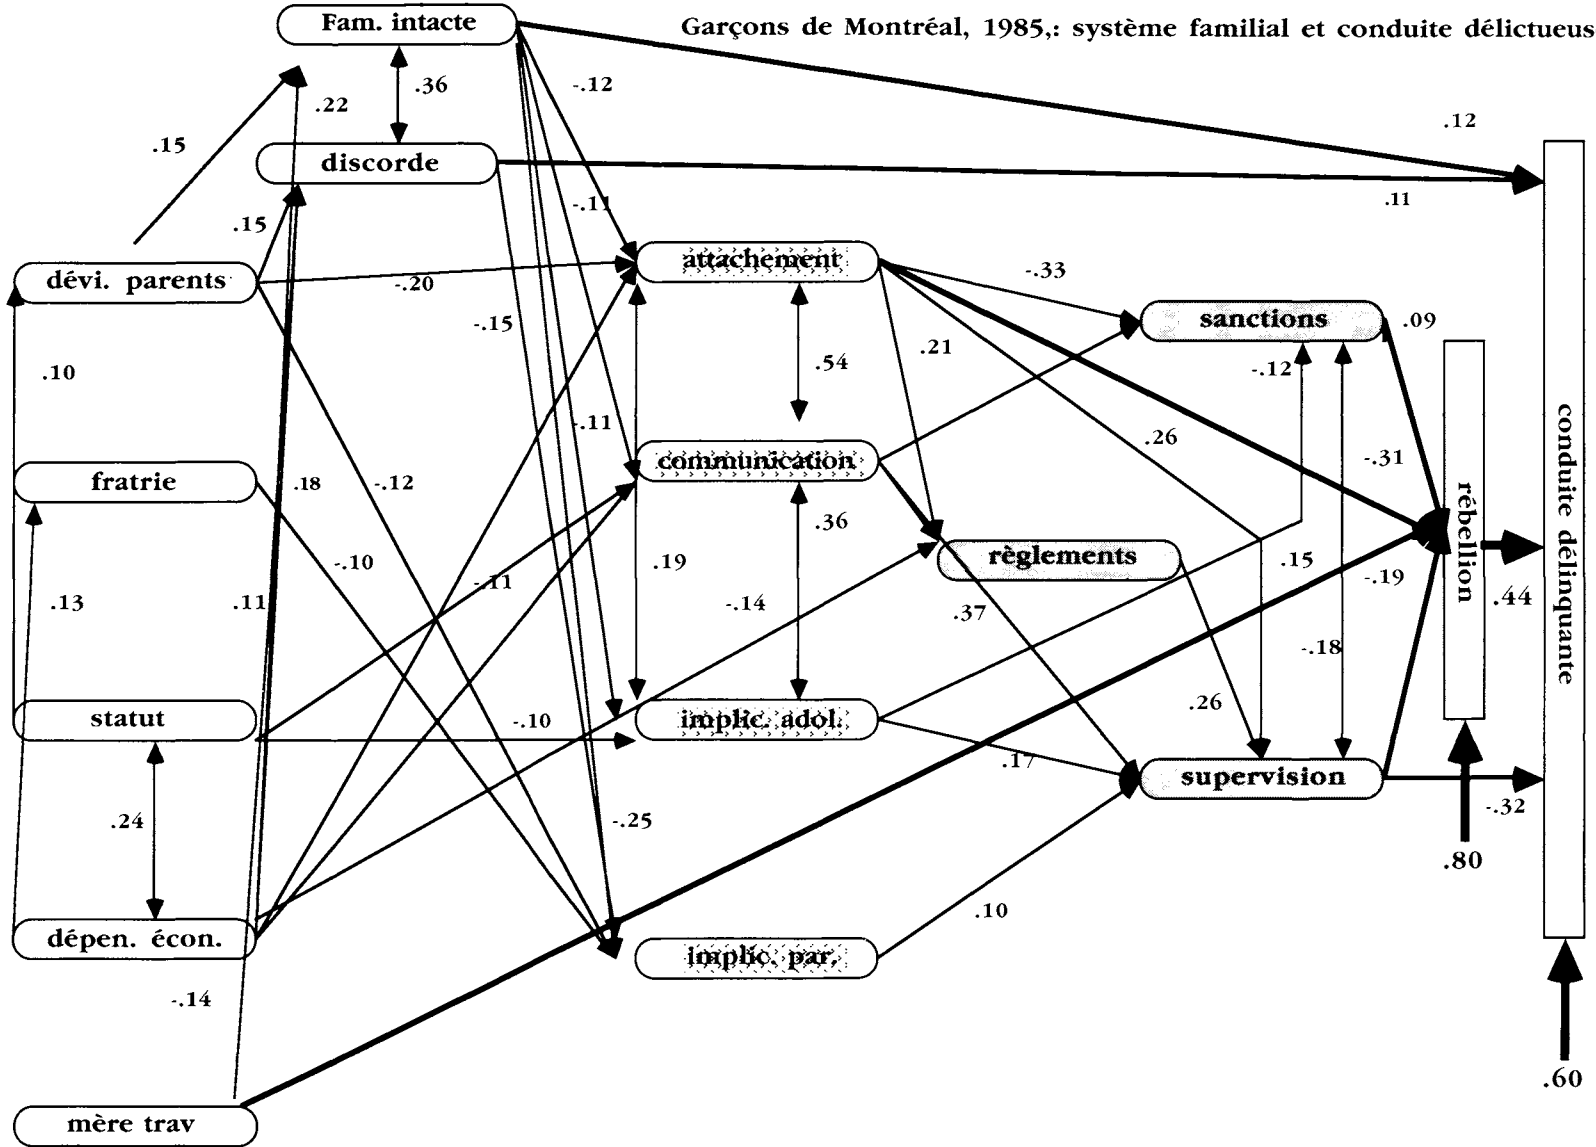 Fam. intacte
Garçons de Montréal, 1985,: système familial et conduite délictueus
.36
-.12
.22
.12
.15
discorde
.11
-.11
.15
attachement
dévi. parents
-.20
-.33
sanctions
.09
-.15
.21
.10
.54
-.12
.11
.26
communication
-.31
fratrie
.18
-.12
.36
rébellion
conduite délinquante
-.10
.19
règlements
.15
-.11
-.19
.13
.11
-.14
.37
.44
-.18
statut
-.10
implic. adol.
.26
.17
supervision
-.32
.24
-.25
.80
dépen. écon.
.10
implic. par.
-.14
.60
mère trav